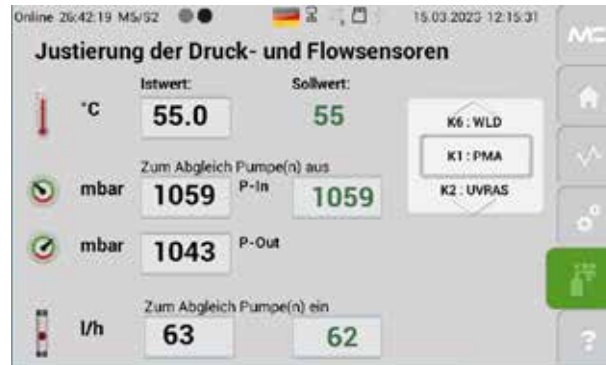 Online 26:42:19 M5/S2 15.03.2023 12:15:31
MC
Justierung der Druck- und Flowsensoren
Istwert: Sollwert:
°C 55.0 55
K6 : WLD
K1 : PMA
K2 : UVRAS
Zum Abgleich Pumpe(n) aus
mbar 1059 P-In 1059
mbar 1043 P-Out
Zum Abgleich Pumpe(n) ein
l/h 63 62
?